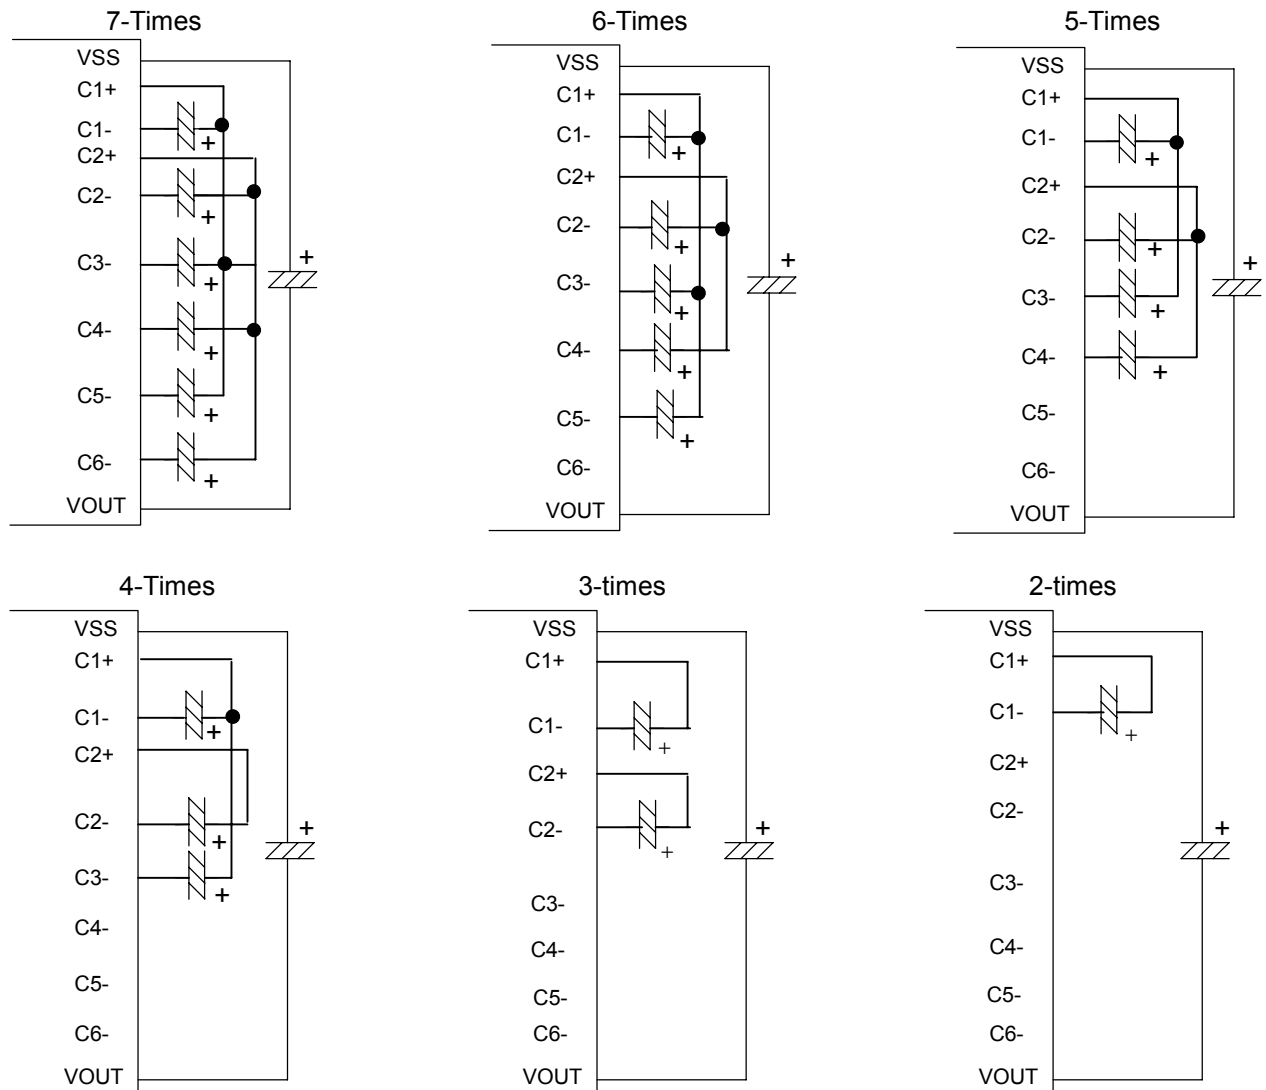 7-Times
VSS
C1+
C1-
+
C2+
C2-
+
C3-
+
+
C4-
+
C5-
+
C6-
+
VOUT
6-Times
VSS
C1+
C1-
+
C2+
C2-
+
+
C3-
+
C4-
+
C5-
+
C6-
VOUT
5-Times
VSS
C1+
C1-
+
C2+
C2-
+
+
C3-
+
C4-
+
C5-
C6-
VOUT
4-Times
VSS
C1+
C1-
+
C2+
C2-
+
+
C3-
+
C4-
C5-
C6-
VOUT
3-times
VSS
C1+
C1-
+
C2+
C2-
+
+
C3-
C4-
C5-
C6-
VOUT
2-times
VSS
C1+
C1-
+
C2+
C2-
+
C3-
C4-
C5-
C6-
VOUT